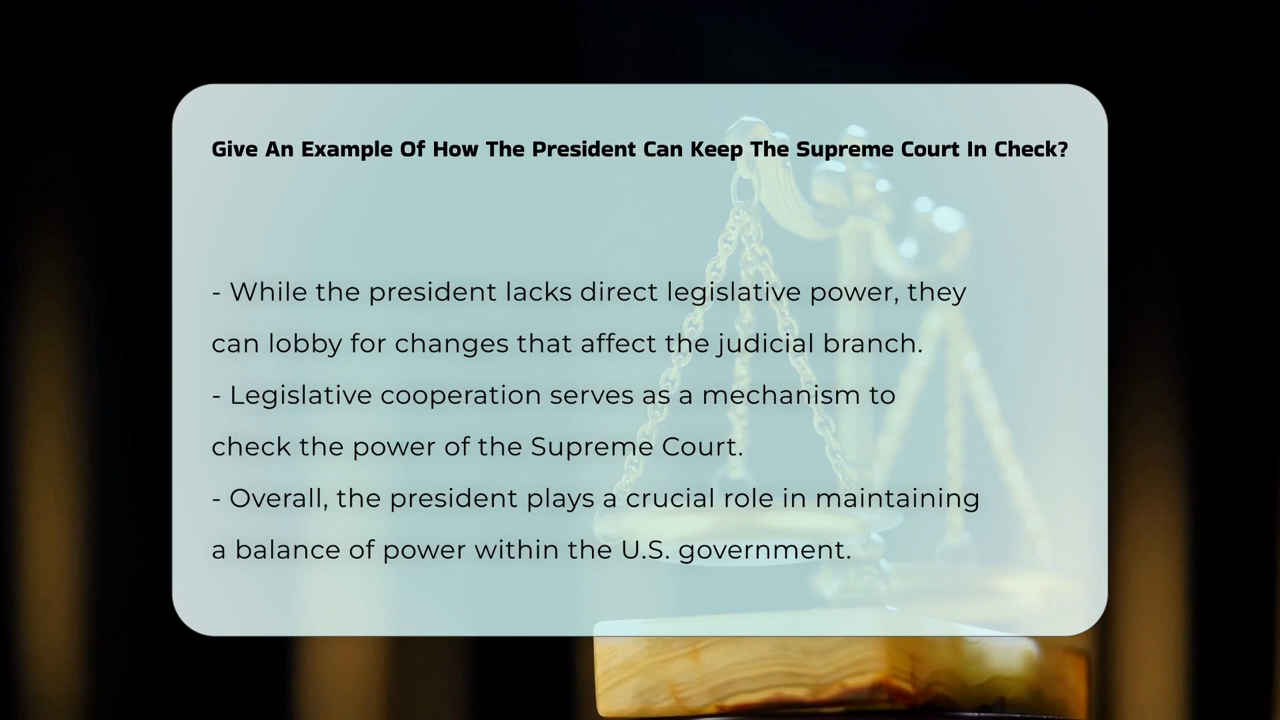 Give An Example Of How The President Can Keep The Supreme Court In Check?
- While the president lacks direct legislative power, they
can lobby for changes that affect the judicial branch.
- Legislative cooperation serves as a mechanism to
check the power of the Supreme Court.
- Overall, the president plays a crucial role in maintaining
a balance of power within the U.S. government.